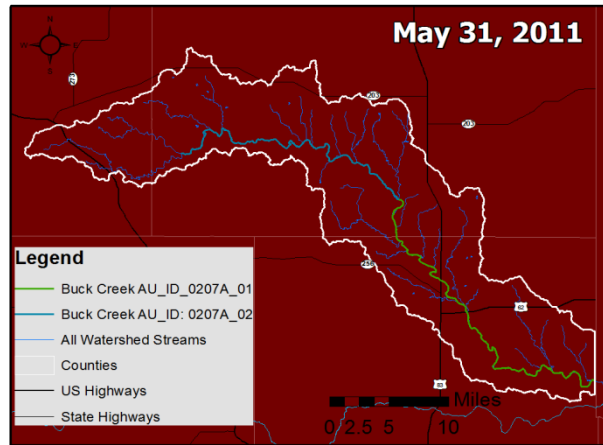 May 31, 2011
N
W
E
S
203
203
Legend
Buck Creek AU_ID_0207A_01
Buck Creek AU_ID: 0207A_02
All Watershed Streams
Counties
US Highways
State Highways
62
83
Miles
0 2.5 5 10